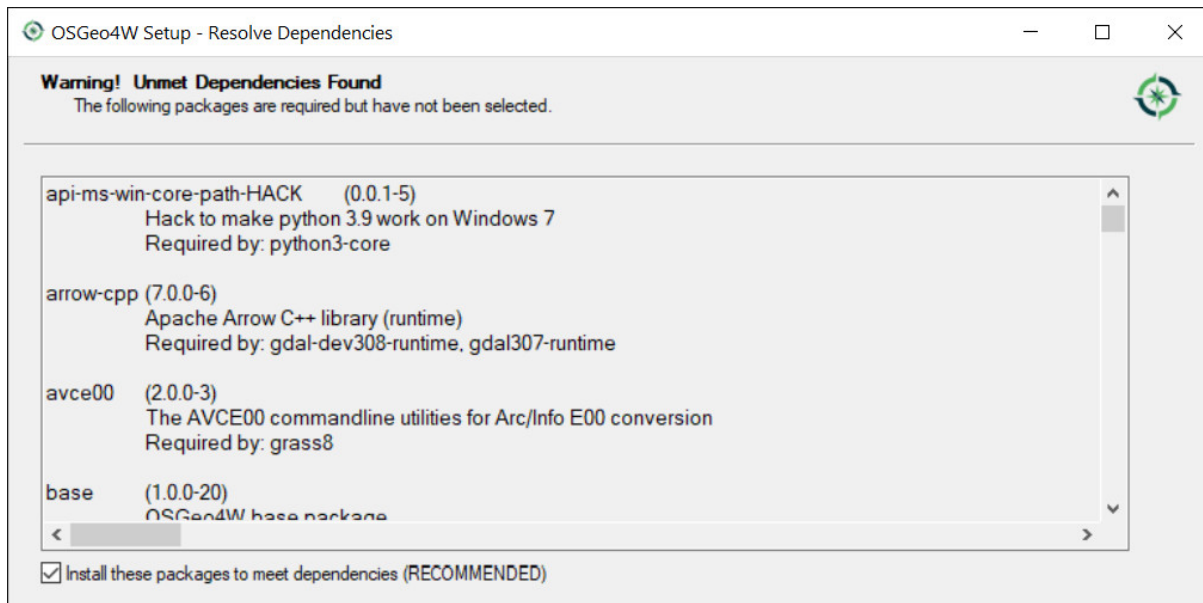 OSGeo4W Setup - Resolve Dependencies
Warning! Unmet Dependencies Found
The following packages are required but have not been selected.
api-ms-win-core-path-HACK (0.0.1-5)
Hack to make python 3.9 work on Windows 7
Required by: python3-core
arrow-cpp (7.0.0-6)
Apache Arrow C++ library (runtime)
Required by: gdal-dev308-runtime, gdal307-runtime
avce00 (2.0.0-3)
The AVCE00 commandline utilities for Arc/Info E00 conversion
Required by: grass8
base (1.0.0-20)
OSGeo4W base package
Install these packages to meet dependencies (RECOMMENDED)